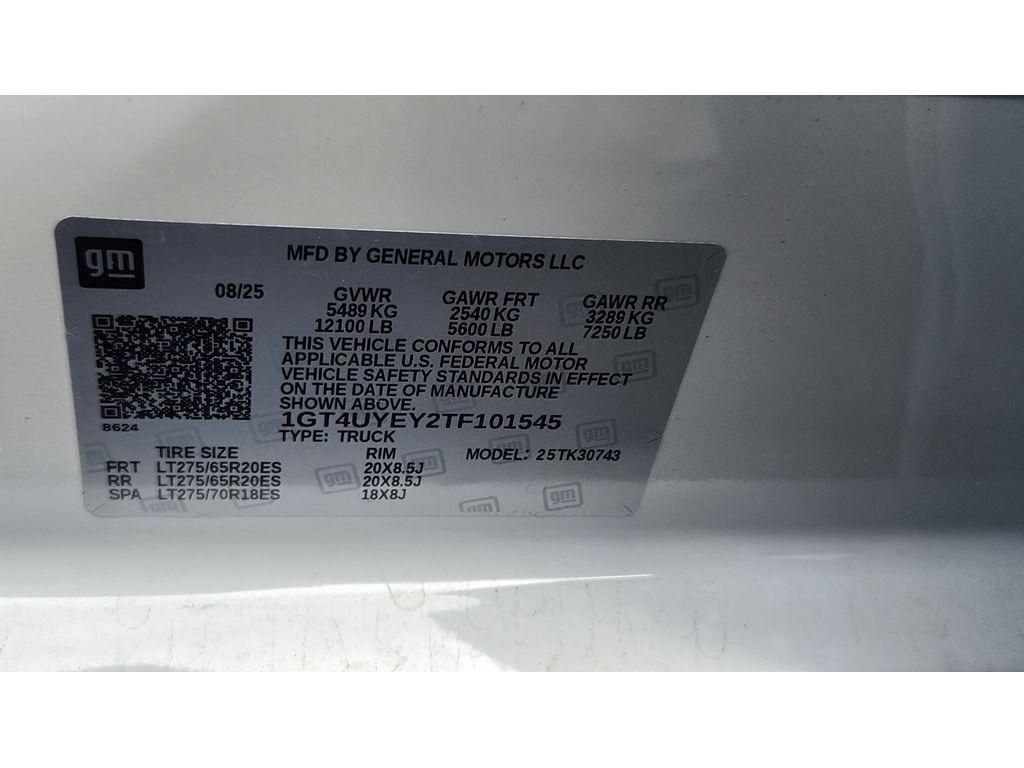 gm
MFD BY GENERAL MOTORS LLC
08/25 GVWR GAWR FRT GAWR RR
5489 KG 2540 KG 3289 KG
12100 LB 5600 LB 7250 LB
THIS VEHICLE CONFORMS TO ALL
APPLICABLE U.S. FEDERAL MOTOR
VEHICLE SAFETY STANDARDS IN EFFECT
ON THE DATE OF MANUFACTURE
SHOWN ABOVE.
8624
1GT4UYEY2TF101545
TYPE: TRUCK MODEL: 25TK30743
TIRE SIZE RIM
FRT LT275/65R20ES 20X8.5J
RR LT275/65R20ES 20X8.5J
SPA LT275/70R18ES 18X8J